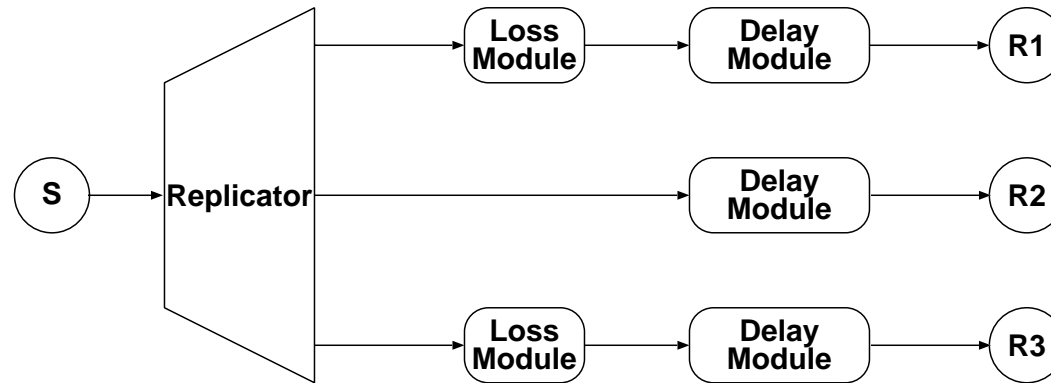 Loss
Module
Delay
Module
R1
S
Replicator
Delay
Module
R2
Loss
Module
Delay
Module
R3